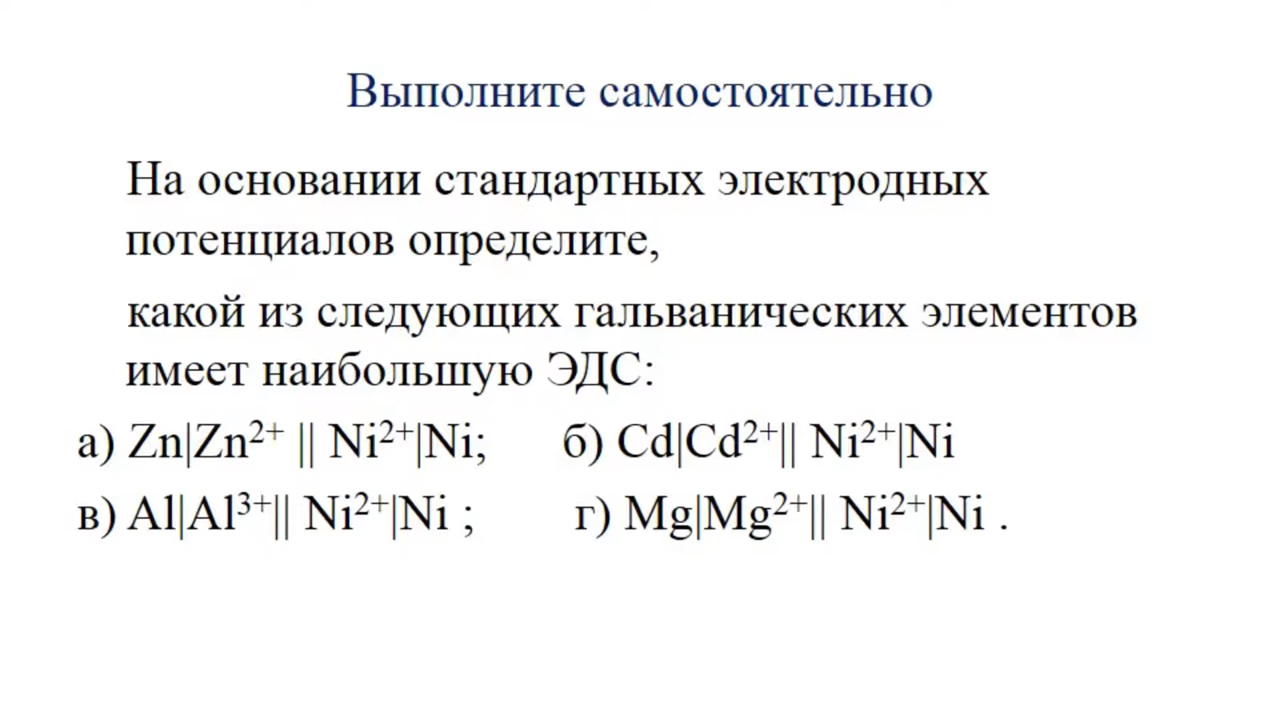 Выполните самостоятельно
На основании стандартных электродных
потенциалов определите,
какой из следующих гальванических элементов
имеет наибольшую ЭДС:
а) Zn|Zn²⁺ || Ni²⁺|Ni; б) Cd|Cd²⁺|| Ni²⁺|Ni
в) Al|Al³⁺|| Ni²⁺|Ni ; г) Mg|Mg²⁺|| Ni²⁺|Ni .